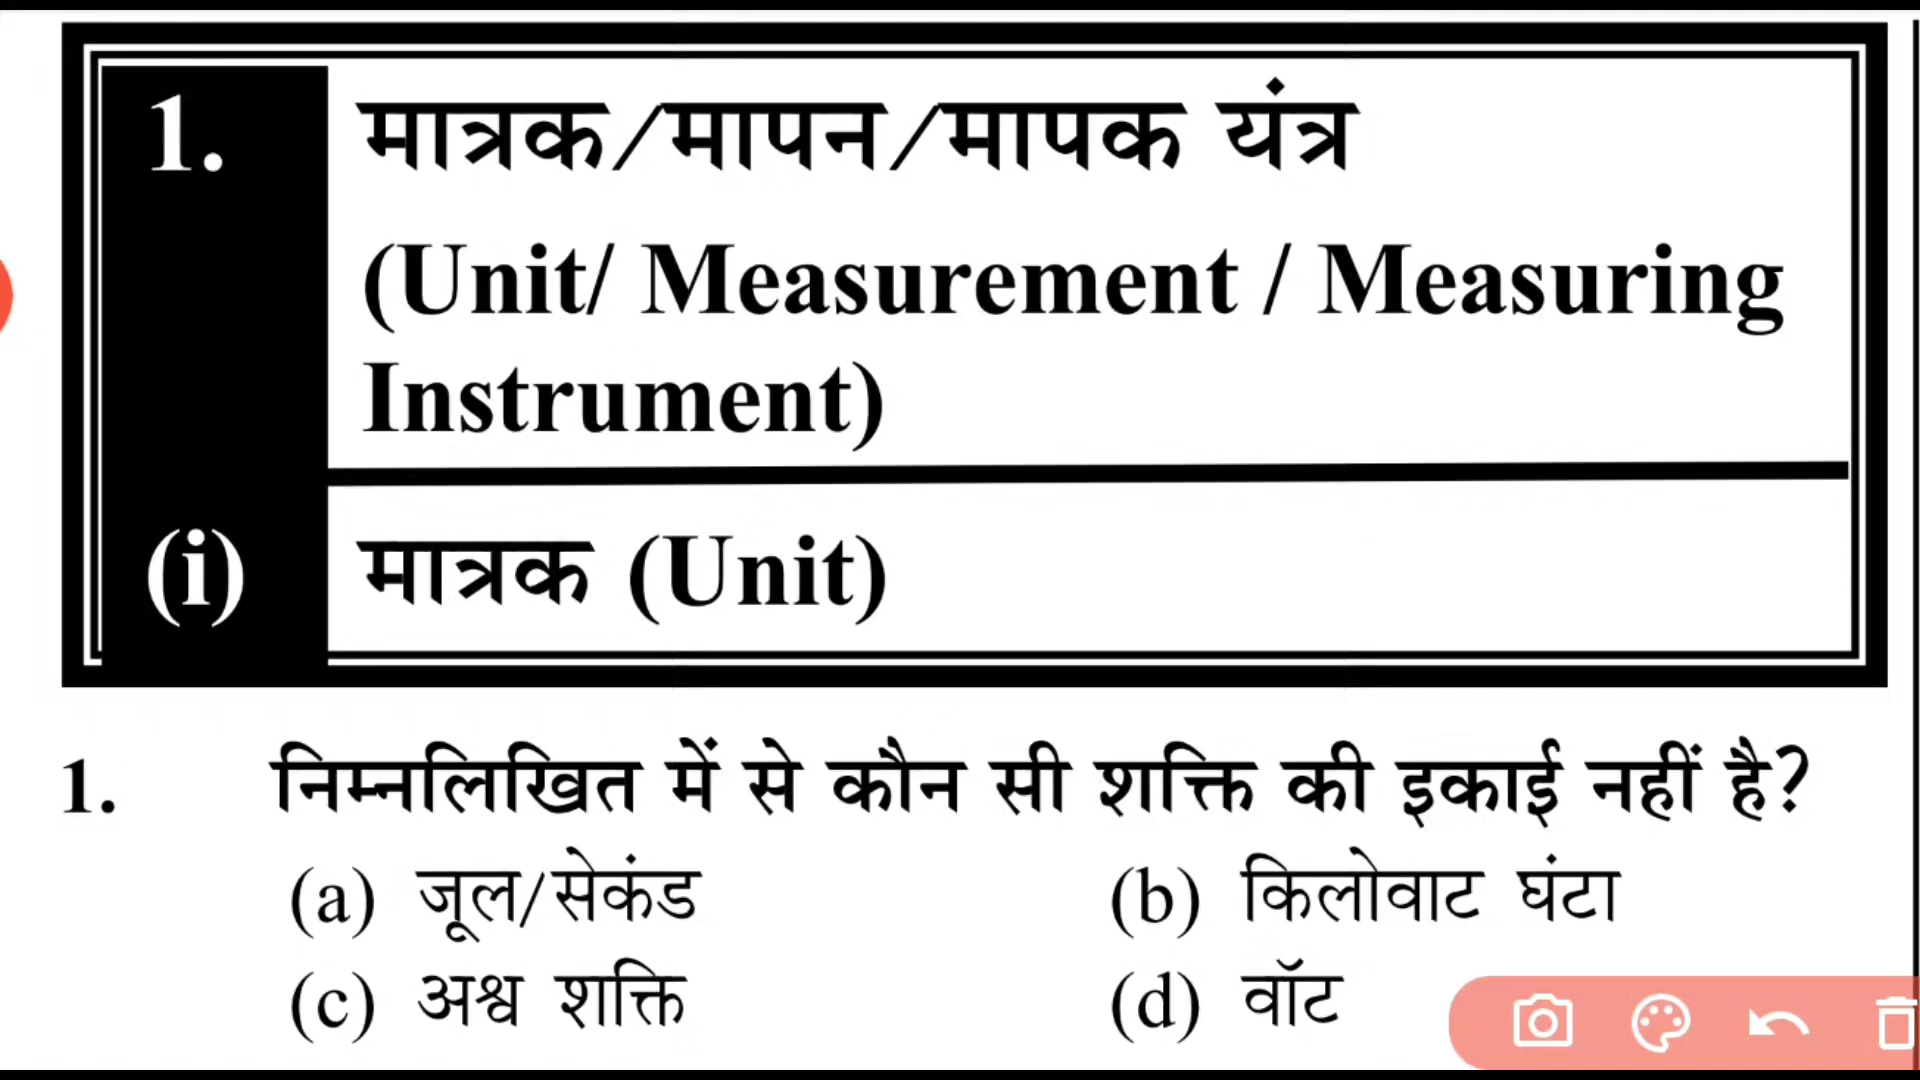 1. मात्रक/मापन/मापक यंत्र
(Unit/ Measurement / Measuring
Instrument)
(i) मात्रक (Unit)
1. निम्नलिखित में से कौन सी शक्ति की इकाई नहीं है?
(a) जूल/सेकंड (b) किलोवाट घंटा
(c) अश्व शक्ति (d) वॉट